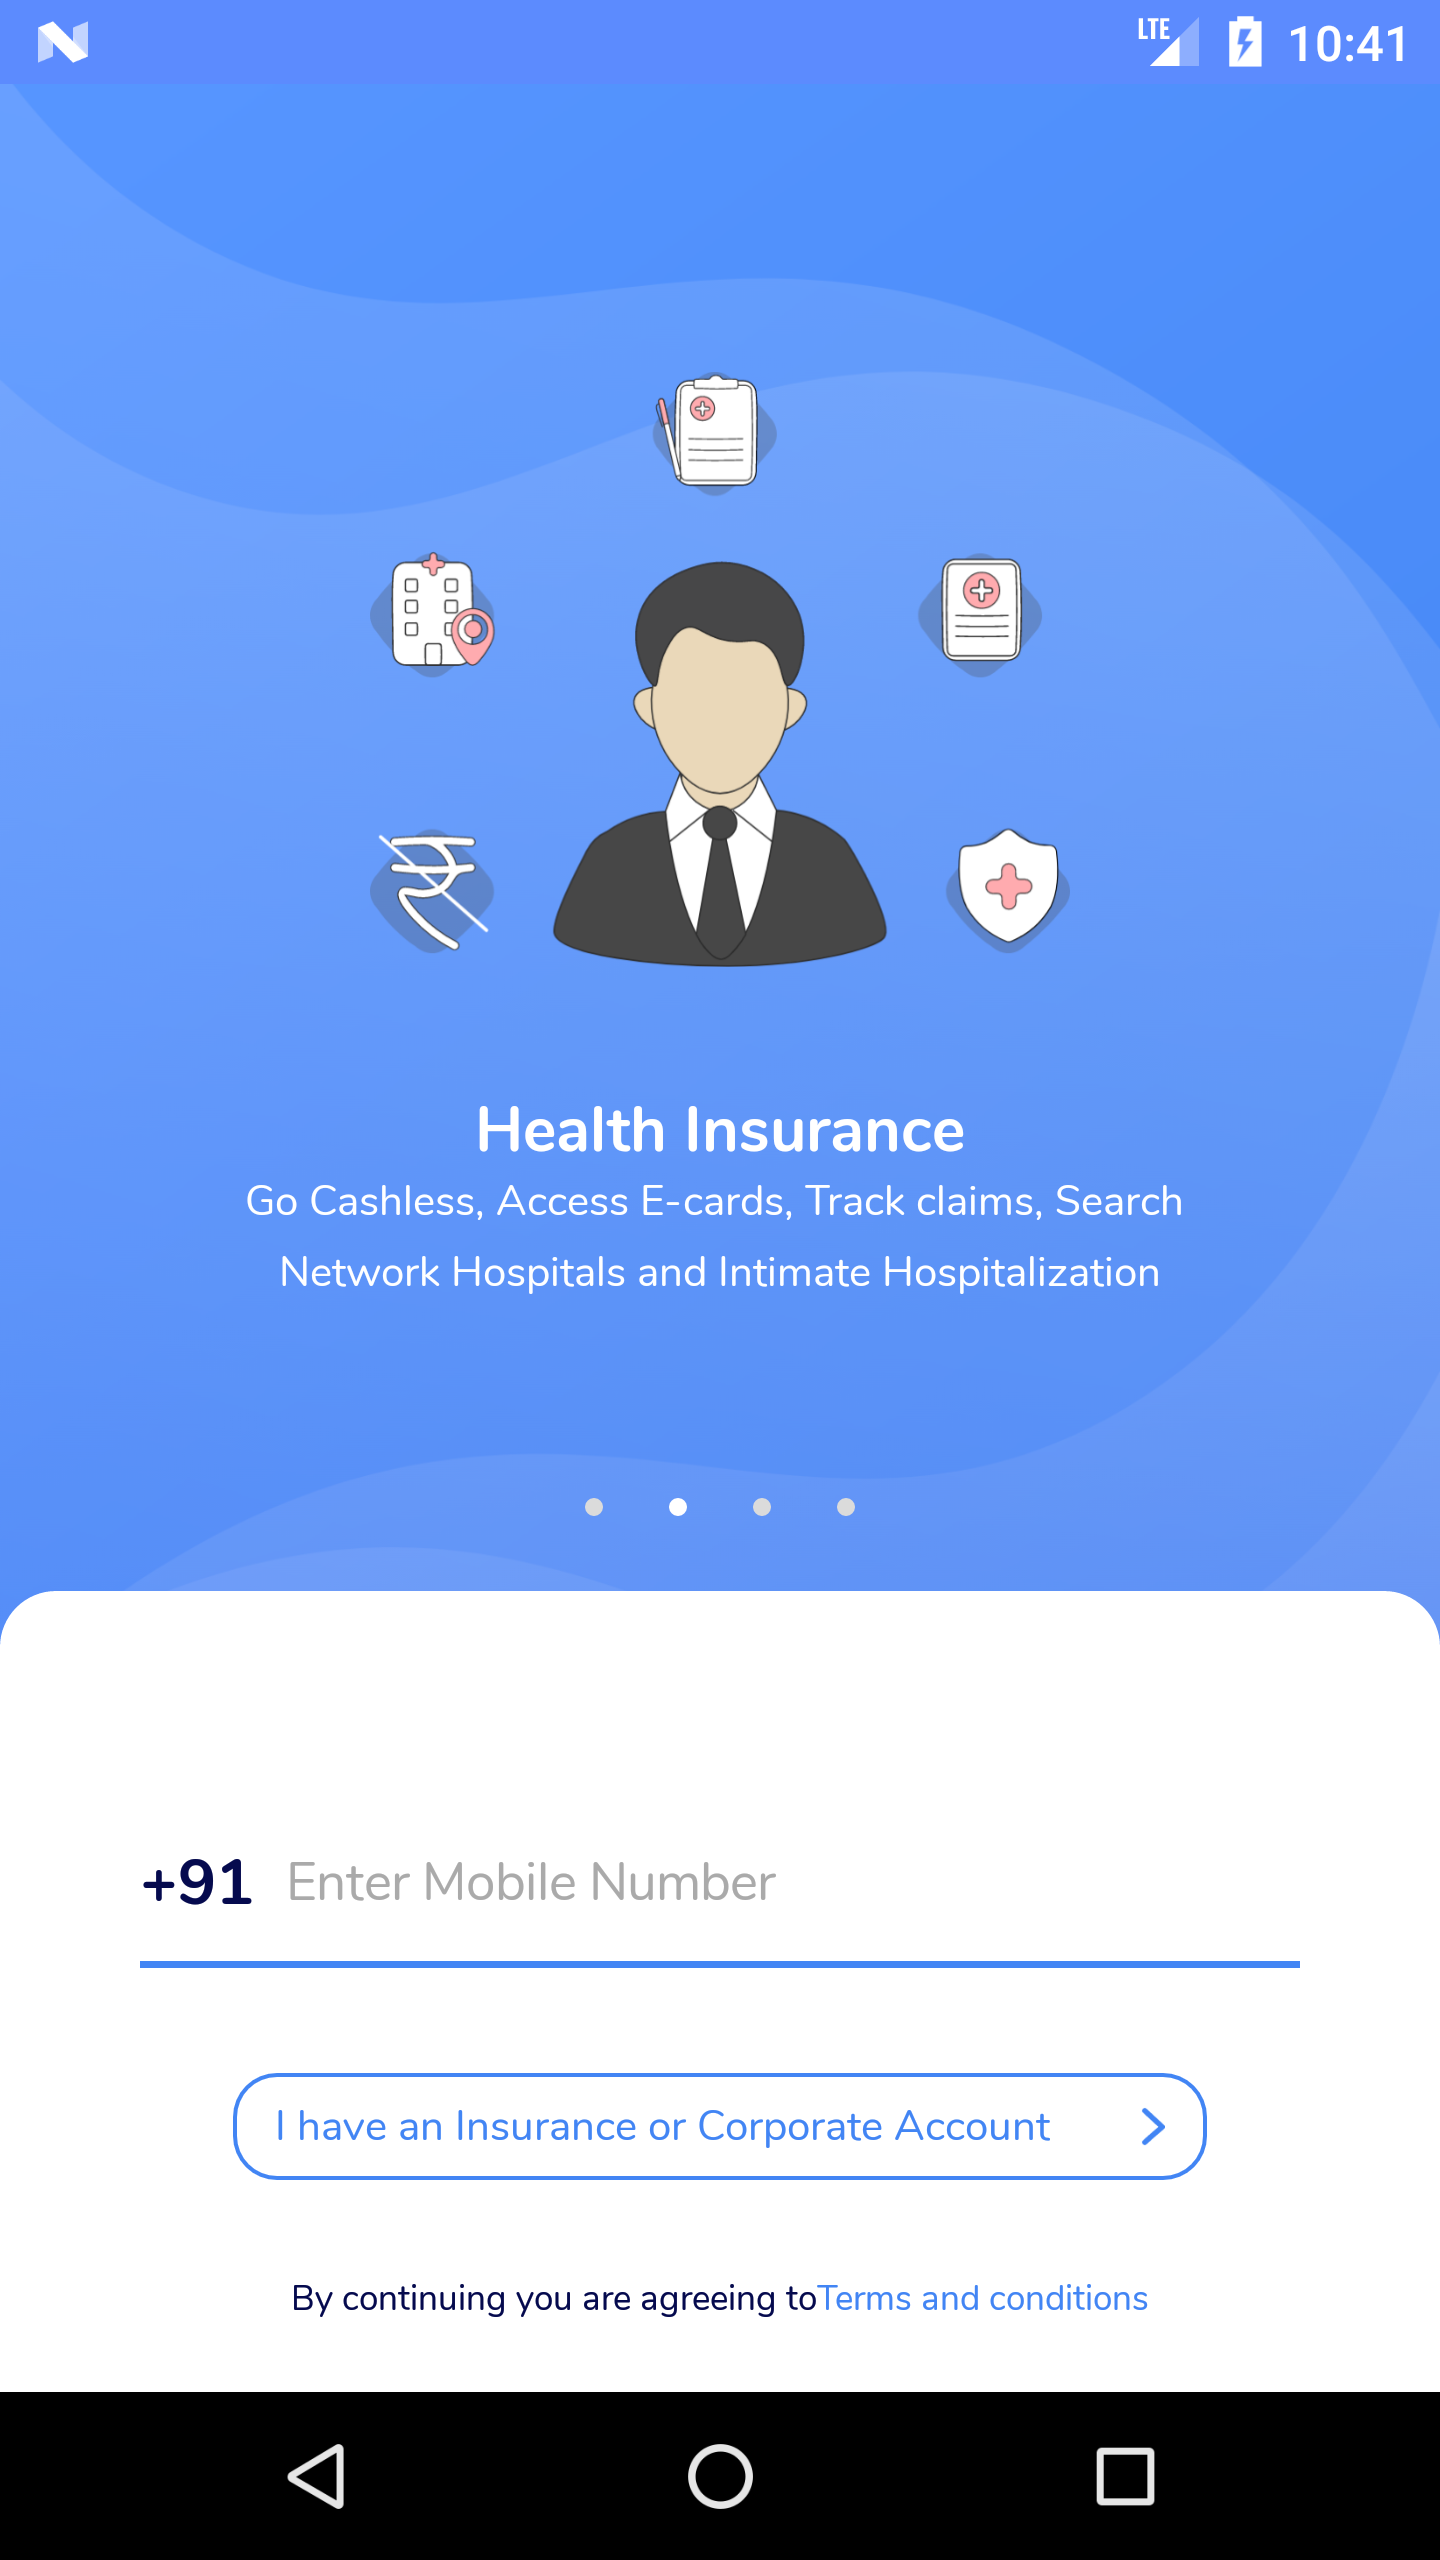 LTE 10:41
Health Insurance
Go Cashless, Access E-cards, Track claims, Search
Network Hospitals and Intimate Hospitalization
+91 Enter Mobile Number
I have an Insurance or Corporate Account
By continuing you are agreeing toTerms and conditions